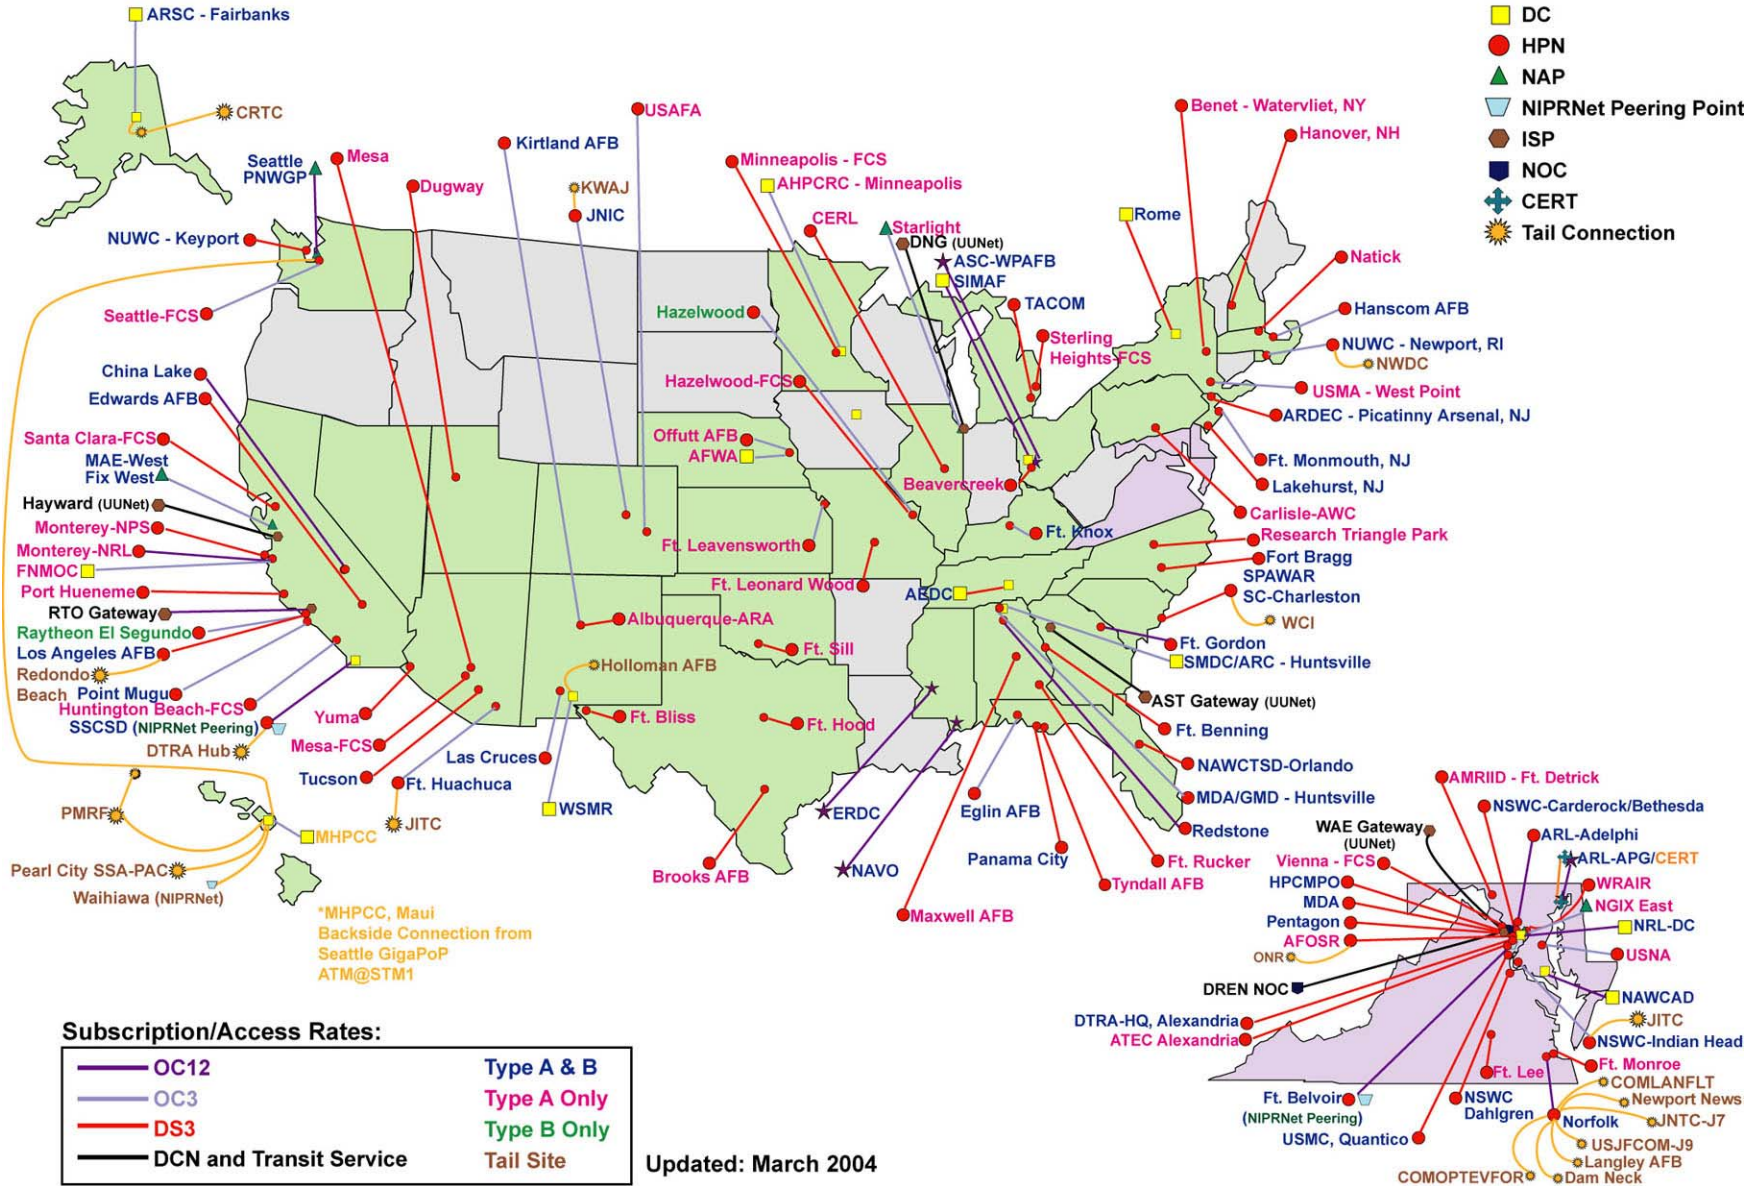 ARSC - Fairbanks
CRTC
Seattle
PNWGP
Mesa
Dugway
NUWC - Keyport
Seattle-FCS
Kirtland AFB
KWAJ
JNIC
USAFA
Minneapolis - FCS
AHPCRC - Minneapolis
CERL
Starlight
DNG (UUNet)
ASC-WPAFB
SIMAF
TACOM
Sterling
Heights-FCS
Rome
Benet - Watervliet, NY
Hanover, NH
Natick
Hanscom AFB
NUWC - Newport, RI
NWDC
USMA - West Point
ARDEC - Picatinny Arsenal, NJ
Ft. Monmouth, NJ
Lakehurst, NJ
Carlisle-AWC
Research Triangle Park
Fort Bragg
SPAWAR
SC-Charleston
WCI
Ft. Gordon
SMDC/ARC - Huntsville
AST Gateway (UUNet)
Ft. Benning
NAWCTSD-Orlando
MDA/GMD - Huntsville
Redstone
Ft. Rucker
Tyndall AFB
Panama City
Eglin AFB
Maxwell AFB
NAVO
ERDC
Brooks AFB
Hazelwood
Hazelwood-FCS
Offutt AFB
AFWA
Beavercreek
Ft. Knox
Ft. Leavensworth
Ft. Leonard Wood
AEDC
Albuquerque-ARA
Ft. Sill
Holloman AFB
Ft. Bliss
Ft. Hood
China Lake
Edwards AFB
Santa Clara-FCS
MAE-West
Fix West
Hayward (UUNet)
Monterey-NPS
Monterey-NRL
FNMOC
Port Hueneme
RTO Gateway
Raytheon El Segundo
Los Angeles AFB
Redondo
Beach
Point Mugu
Huntington Beach-FCS
SSCSD (NIPRNet Peering)
DTRA Hub
Yuma
Mesa-FCS
Tucson
Ft. Huachuca
JITC
Las Cruces
WSMR
PMRF
MHPCC
Pearl City SSA-PAC
Waihiawa (NIPRNet)
*MHPCC, Maui
Backside Connection from
Seattle GigaPoP
ATM@STM1
AMRIID - Ft. Detrick
NSWC-Carderock/Bethesda
WAE Gateway
(UUNet)
ARL-Adelphi
ARL-APG/CERT
Vienna - FCS
HPCMPO
MDA
Pentagon
AFOSR
ONR
WRAIR
NGIX East
NRL-DC
USNA
DREN NOC
NAWCAD
JITC
NSWC-Indian Head
DTRA-HQ, Alexandria
ATEC Alexandria
Ft. Monroe
Ft. Lee
COMLANFLT
Newport News
JNTC-J7
USJFCOM-J9
Langley AFB
Dam Neck
COMOPTEVFOR
Norfolk
Ft. Belvoir
(NIPRNet Peering)
NSWC
Dahlgren
USMC, Quantico
DC
HPN
NAP
NIPRNet Peering Point
ISP
NOC
CERT
Tail Connection
Subscription/Access Rates:
OC12
OC3
DS3
DCN and Transit Service
Type A & B
Type A Only
Type B Only
Tail Site
Updated: March 2004